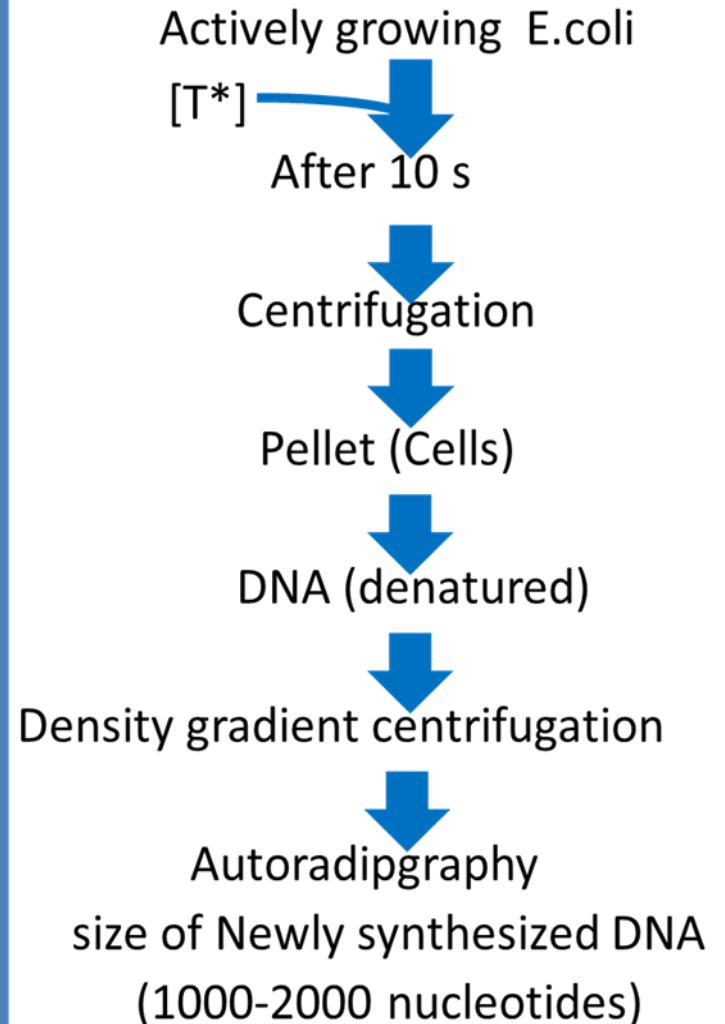 Actively growing E.coli
[T*]
After 10 s
Centrifugation
Pellet (Cells)
DNA (denatured)
Density gradient centrifugation
Autoradipgraphy
size of Newly synthesized DNA
(1000-2000 nucleotides)